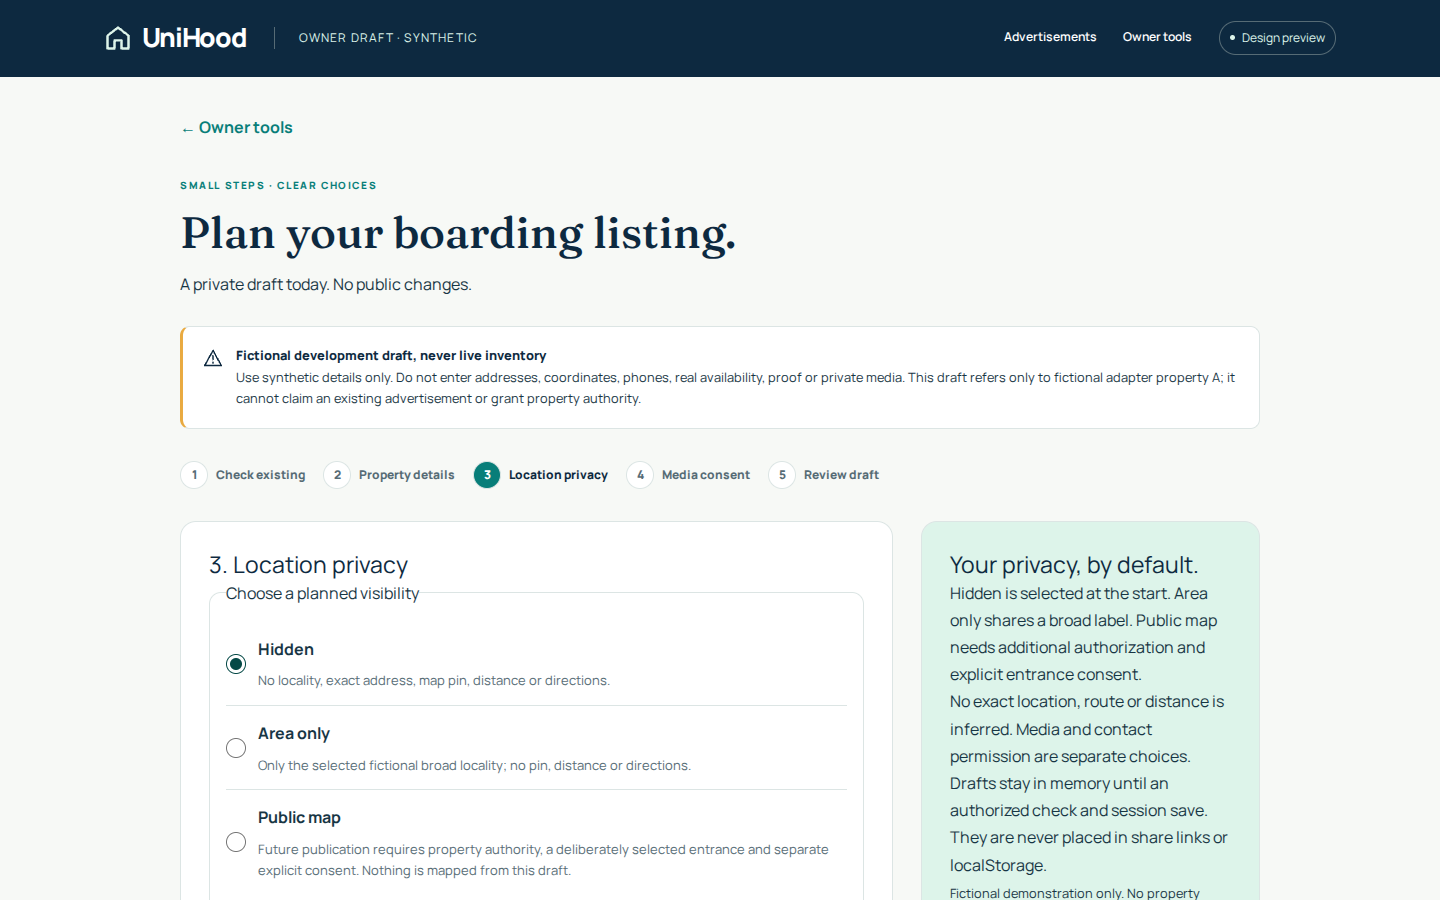 UniHood
OWNER DRAFT · SYNTHETIC
Advertisements
Owner tools
Design preview
← Owner tools
SMALL STEPS · CLEAR CHOICES
Plan your boarding listing.
A private draft today. No public changes.
Fictional development draft, never live inventory
Use synthetic details only. Do not enter addresses, coordinates, phones, real availability, proof or private media. This draft refers only to fictional adapter property A; it
cannot claim an existing advertisement or grant property authority.
1 Check existing
2 Property details
3 Location privacy
4 Media consent
5 Review draft
3. Location privacy
Choose a planned visibility
Hidden
No locality, exact address, map pin, distance or directions.
Area only
Only the selected fictional broad locality; no pin, distance or directions.
Public map
Future publication requires property authority, a deliberately selected entrance and separate
explicit consent. Nothing is mapped from this draft.
Your privacy, by default.
Hidden is selected at the start. Area
only shares a broad label. Public map
needs additional authorization and
explicit entrance consent.
No exact location, route or distance is
inferred. Media and contact
permission are separate choices.
Drafts stay in memory until an
authorized check and session save.
They are never placed in share links or
localStorage.
Fictional demonstration only. No property